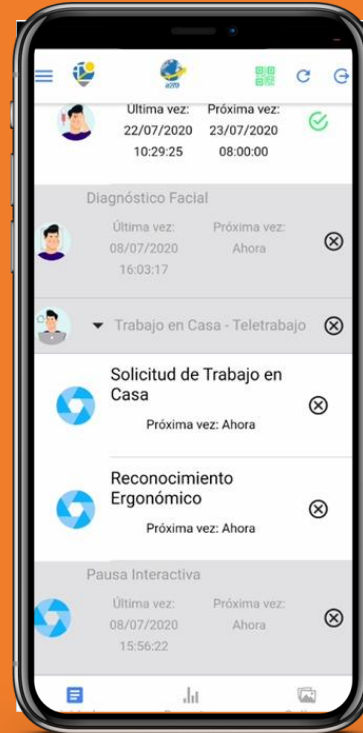 Última vez: Próxima vez:
22/07/2020 23/07/2020
10:29:25 08:00:00
Diagnóstico Facial
Última vez: Próxima vez:
08/07/2020 Ahora
16:03:17
Trabajo en Casa - Teletrabajo
Solicitud de Trabajo en
Casa
Próxima vez: Ahora
Reconocimiento
Ergonómico
Próxima vez: Ahora
Pausa Interactiva
Última vez: Próxima vez:
08/07/2020 Ahora
15:56:22